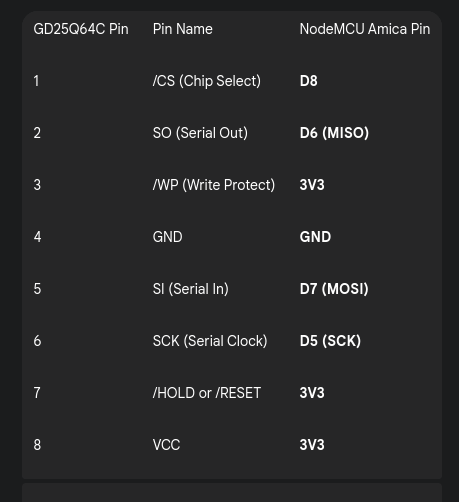 GD25Q64C Pin Pin Name NodeMCU Amica Pin
1 /CS (Chip Select) D8
2 SO (Serial Out) D6 (MISO)
3 /WP (Write Protect) 3V3
4 GND GND
5 SI (Serial In) D7 (MOSI)
6 SCK (Serial Clock) D5 (SCK)
7 /HOLD or /RESET 3V3
8 VCC 3V3